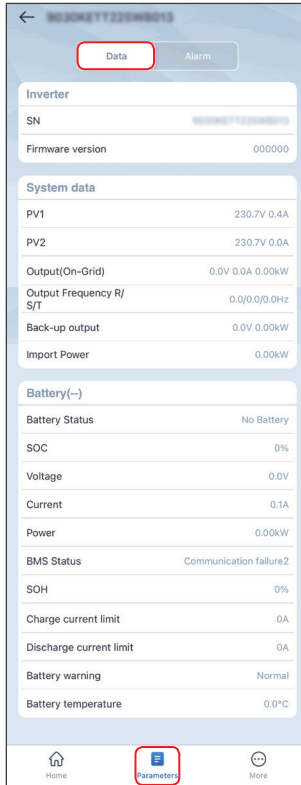 Data
Alarm
Inverter
SN
Firmware version 000000
System data
PV1 230.7V 0.4A
PV2 230.7V 0.0A
Output(On-Grid) 0.0V 0.0A 0.00kW
Output Frequency R/
S/T 0.0/0.0/0.0Hz
Back-up output 0.0V 0.00kW
Import Power 0.00kW
Battery(--)
Battery Status No Battery
SOC 0%
Voltage 0.0V
Current 0.1A
Power 0.00kW
BMS Status Communication failure2
SOH 0%
Charge current limit 0A
Discharge current limit 0A
Battery warning Normal
Battery temperature 0.0°C
Home
Parameters
More